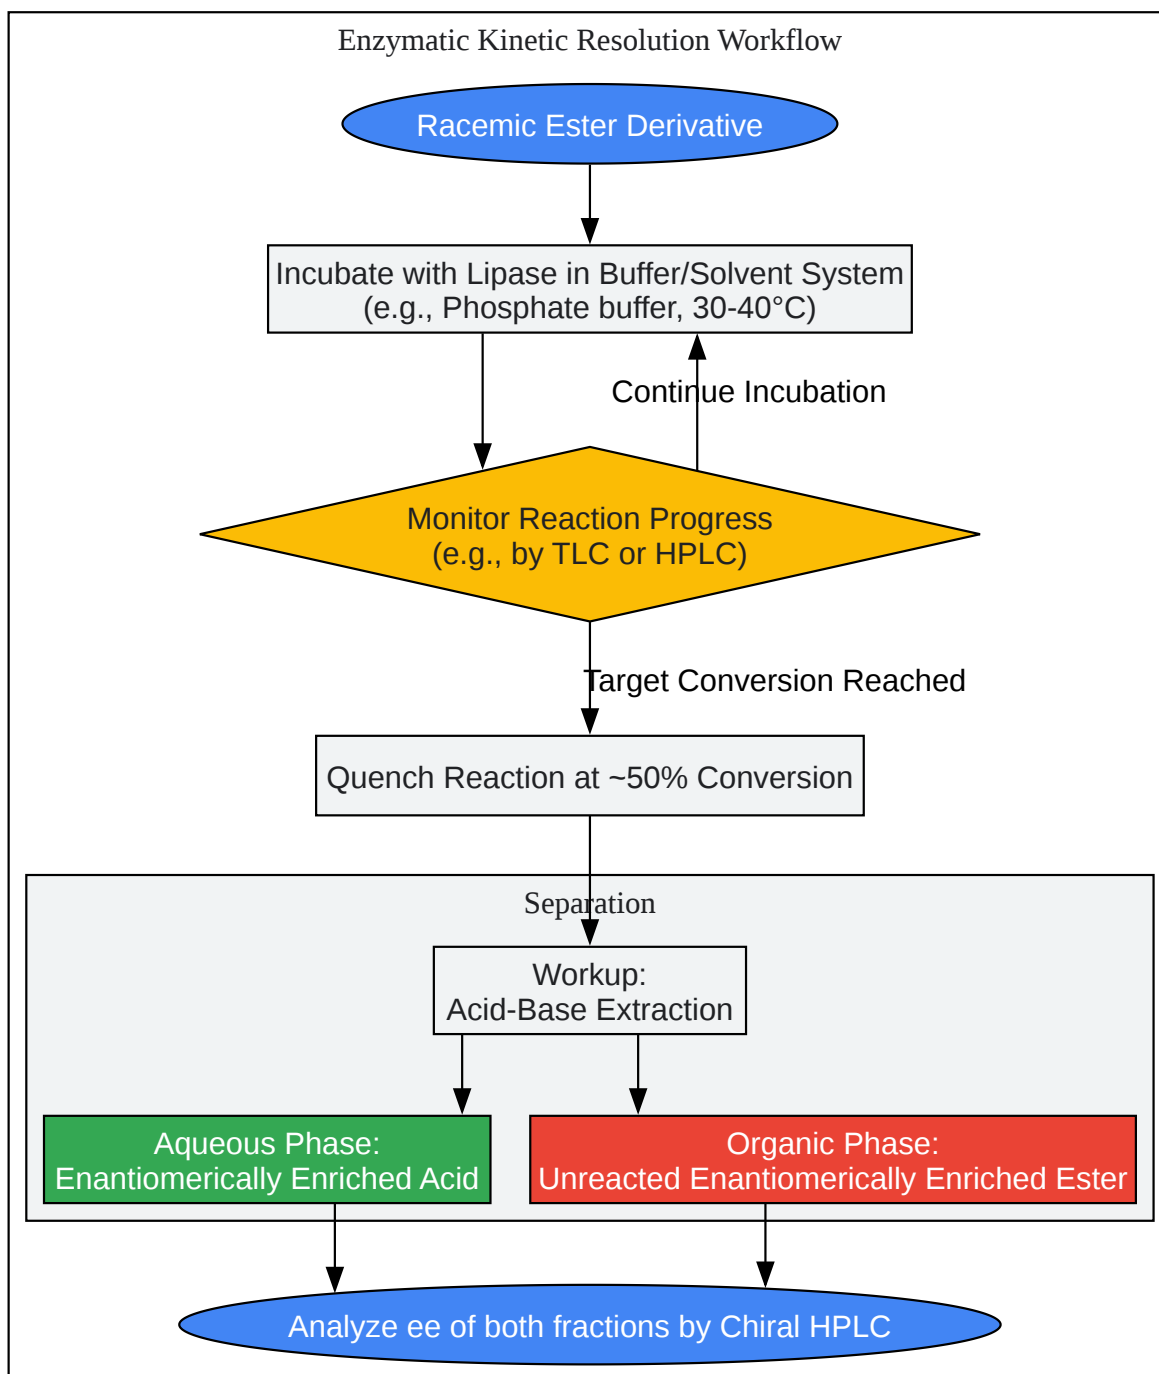 Enzymatic Kinetic Resolution Workflow
Racemic Ester Derivative
Incubate with Lipase in Buffer/Solvent System
(e.g., Phosphate buffer, 30-40°C)
Continue Incubation
Monitor Reaction Progress
(e.g., by TLC or HPLC)
Target Conversion Reached
Quench Reaction at ~50% Conversion
Separation
Workup:
Acid-Base Extraction
Aqueous Phase:
Enantiomerically Enriched Acid
Organic Phase:
Unreacted Enantiomerically Enriched Ester
Analyze ee of both fractions by Chiral HPLC